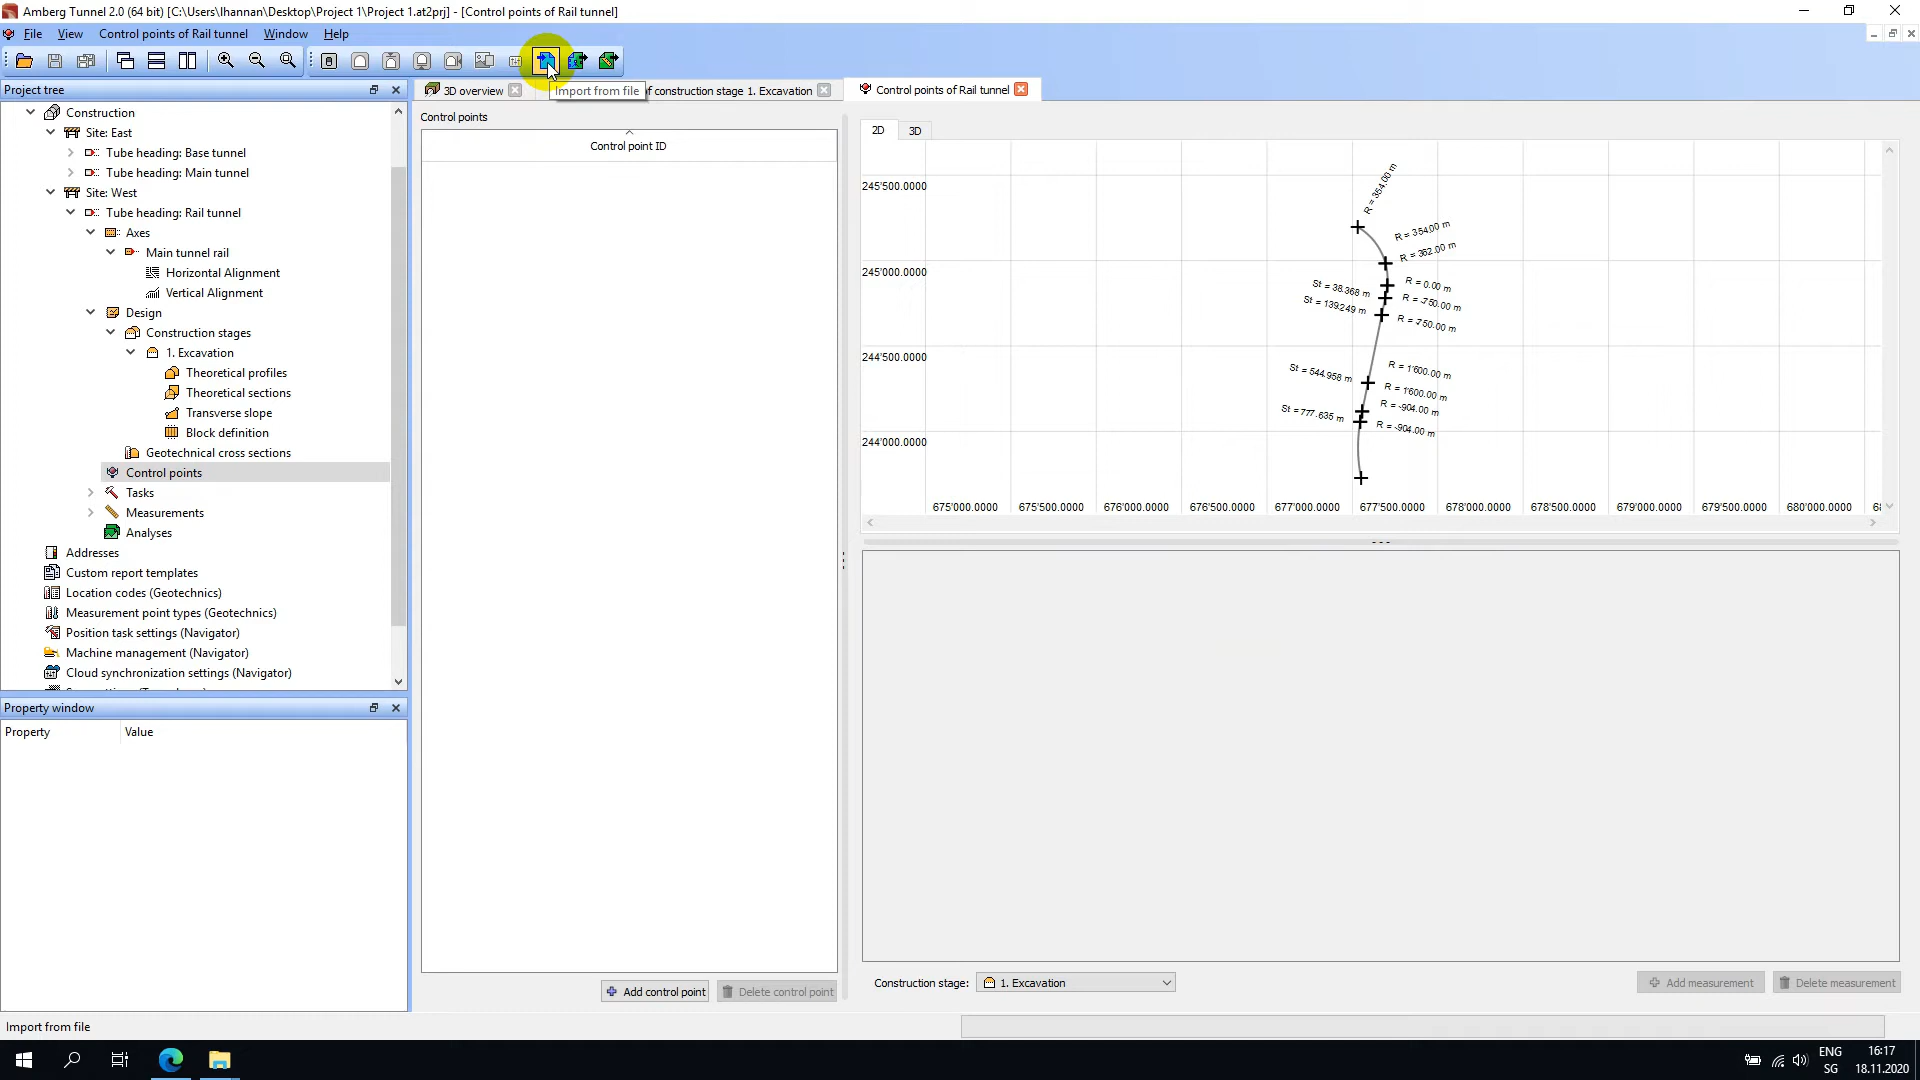 Amberg Tunnel 2.0 (64 bit) [C:\Users\lhannan\Desktop\Project 1\Project 1.at2prj] - [Control points of Rail tunnel]
File View Control points of Rail tunnel Window Help
Project tree
3D overview
Import from file
f construction stage 1. Excavation
Control points of Rail tunnel
Construction
Site: East
Tube heading: Base tunnel
Tube heading: Main tunnel
Site: West
Tube heading: Rail tunnel
Axes
Main tunnel rail
Horizontal Alignment
Vertical Alignment
Design
Construction stages
1. Excavation
Theoretical profiles
Theoretical sections
Transverse slope
Block definition
Geotechnical cross sections
Control points
Tasks
Measurements
Analyses
Addresses
Custom report templates
Location codes (Geotechnics)
Measurement point types (Geotechnics)
Position task settings (Navigator)
Machine management (Navigator)
Cloud synchronization settings (Navigator)
Property window
Property Value
Control points
Control point ID
Add control point Delete control point
2D 3D
245'500.0000
245'000.0000
244'500.0000
244'000.0000
R = 354.00 m
R = 354.00 m
R = 362.00 m
R = 0.00 m
St = 38.368 m
R = -750.00 m
St = 139.249 m
R = -750.00 m
R = 1'600.00 m
St = 544.958 m
R = 1'600.00 m
R = -904.00 m
St = 777.635 m
R = -904.00 m
675'000.0000 675'500.0000 676'000.0000 676'500.0000 677'000.0000 677'500.0000 678'000.0000 678'500.0000 679'000.0000 679'500.0000 680'000.0000
Construction stage: 1. Excavation
Add measurement Delete measurement
Import from file
ENG
SG
16:17
18.11.2020